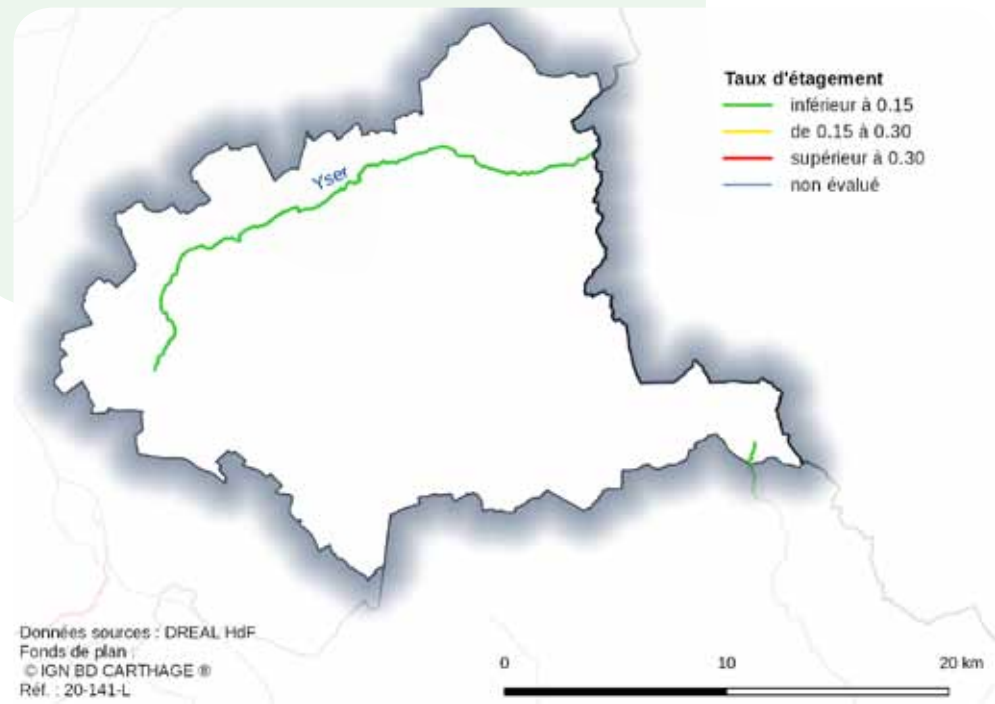 Taux d'étagement
inférieur à 0.15
de 0.15 à 0.30
supérieur à 0.30
non évalué
Yser
Données sources : DREAL HdF
Fonds de plan :
© IGN BD CARTHAGE ®
Réf. : 20-141-L
0 10 20 km